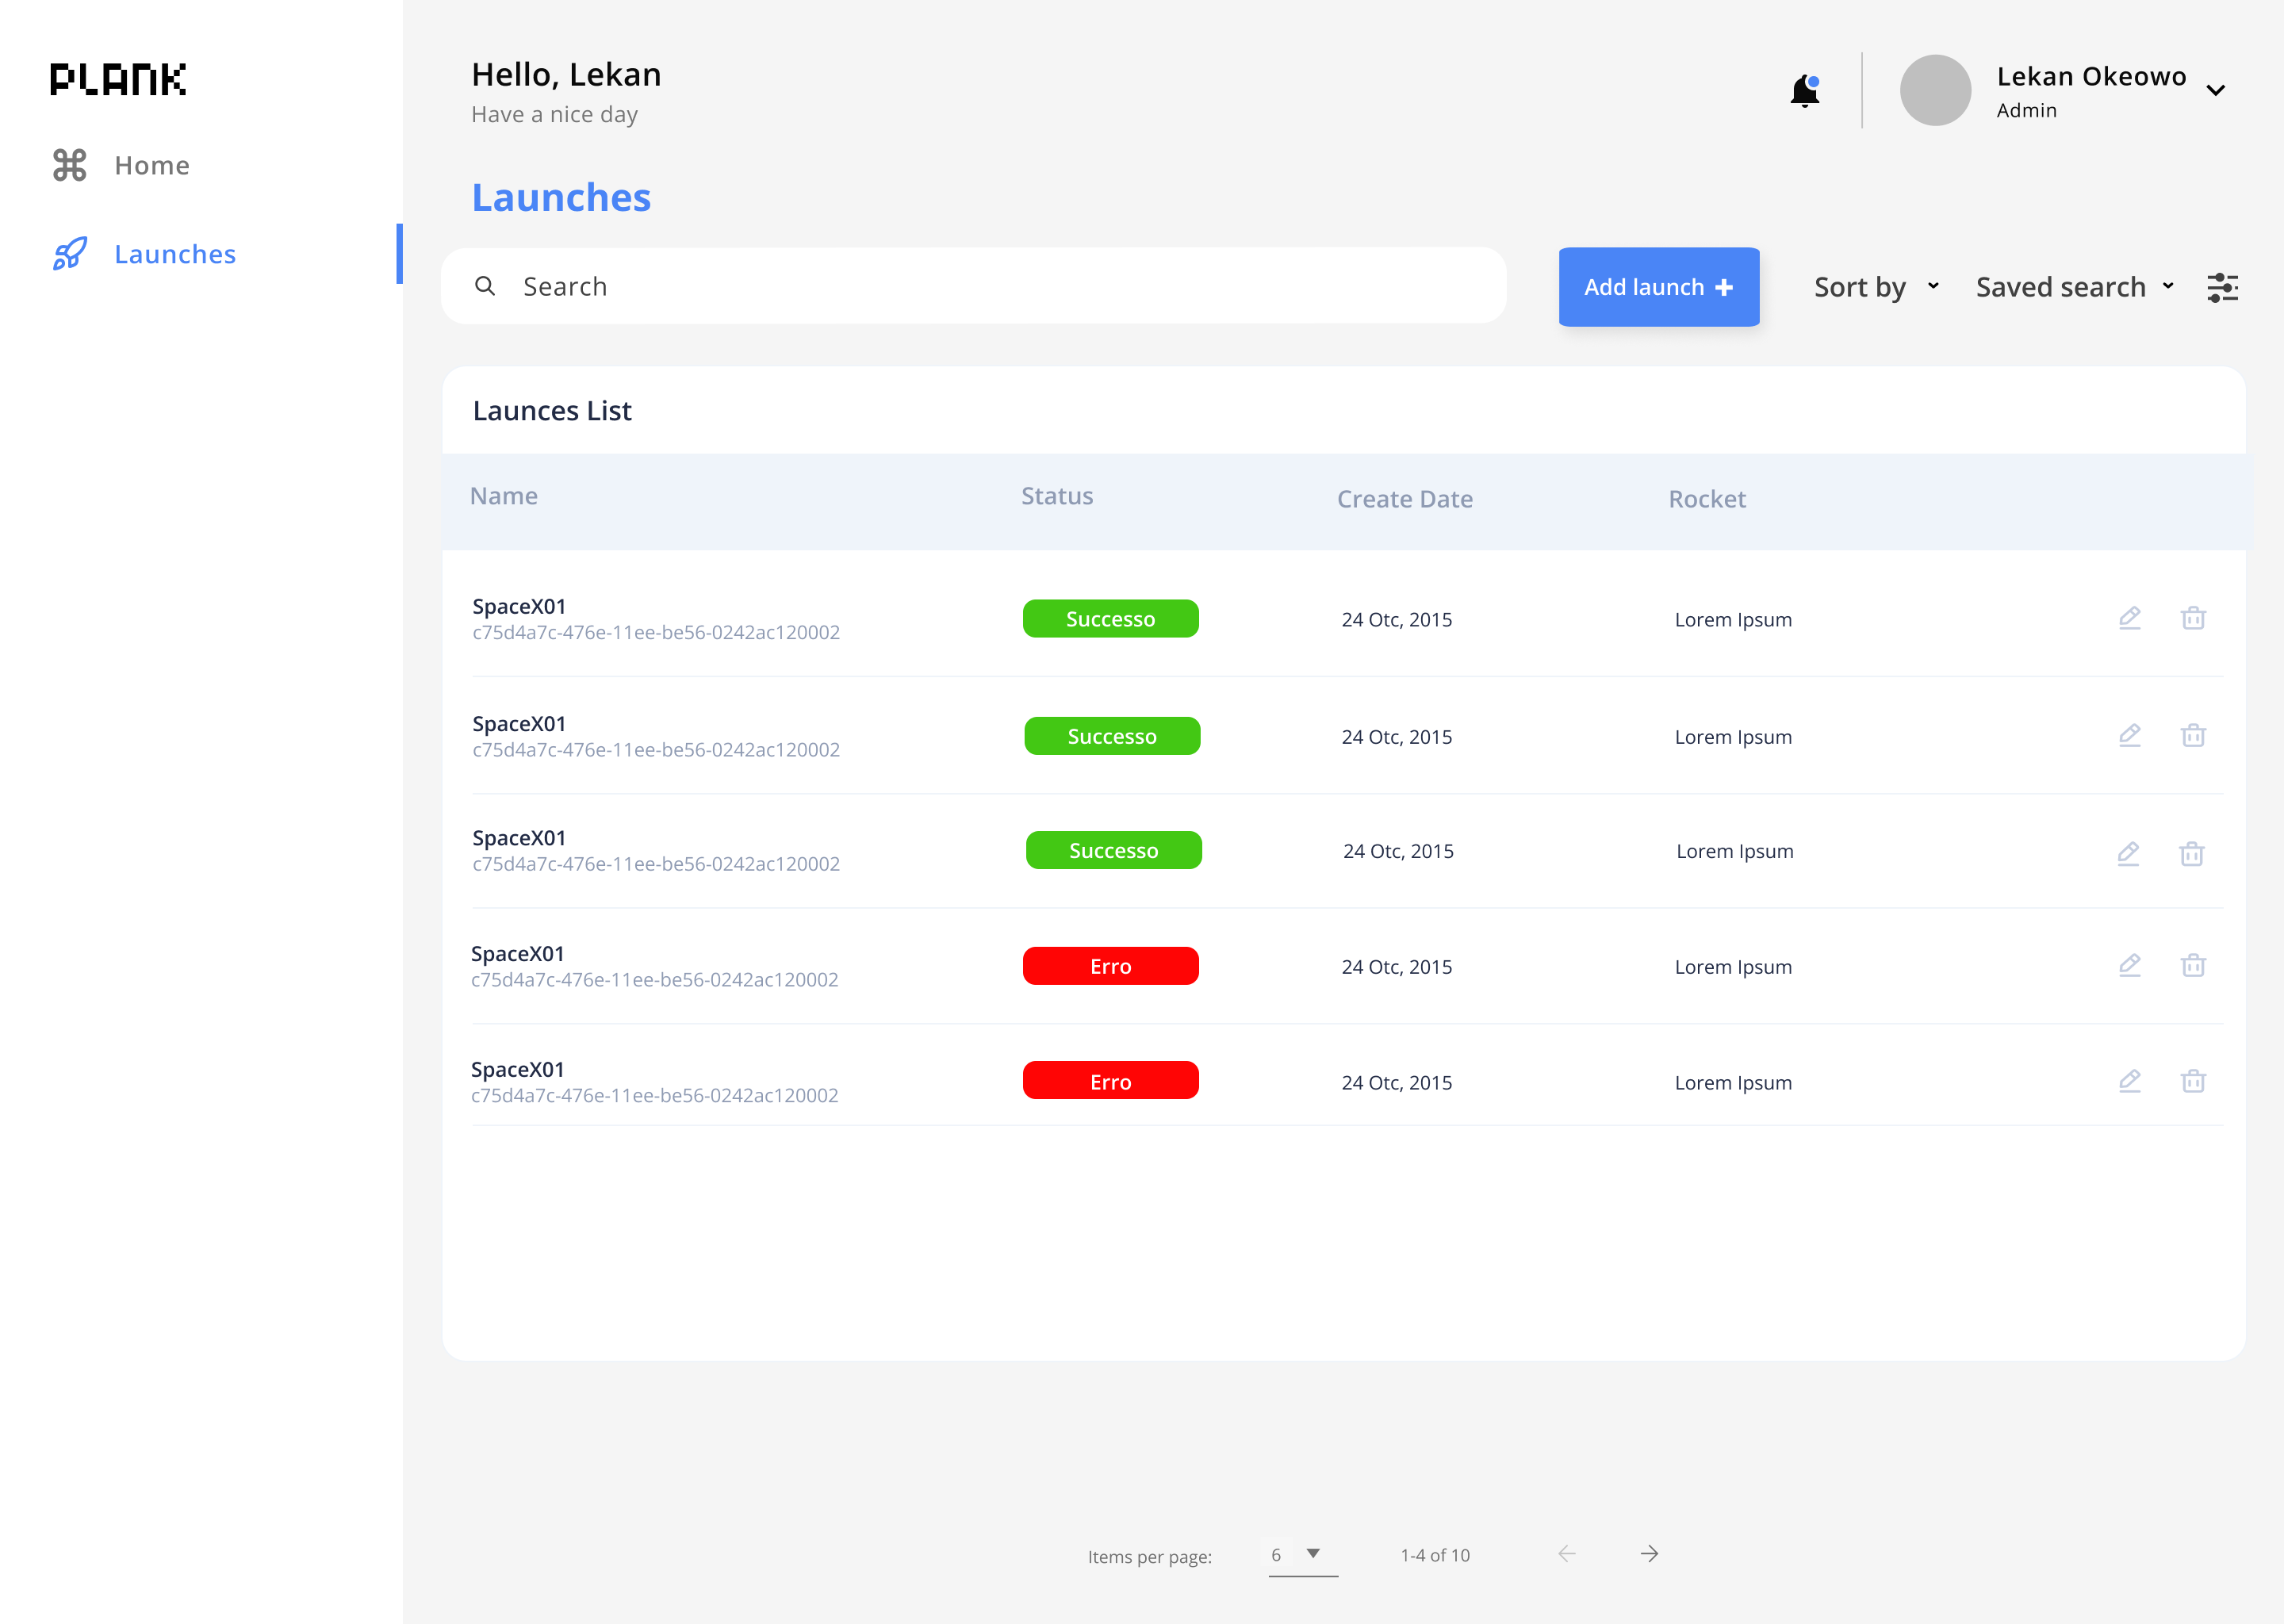 PLANK
Home
Launches
Hello, Lekan
Have a nice day
Lekan Okeowo
Admin
Launches
Search
Add launch
Sort by
Saved search
Launces List
Name Status Create Date Rocket
SpaceX01
c75d4a7c-476e-11ee-be56-0242ac120002
Successo
24 Otc, 2015
Lorem Ipsum
SpaceX01
c75d4a7c-476e-11ee-be56-0242ac120002
Successo
24 Otc, 2015
Lorem Ipsum
SpaceX01
c75d4a7c-476e-11ee-be56-0242ac120002
Successo
24 Otc, 2015
Lorem Ipsum
SpaceX01
c75d4a7c-476e-11ee-be56-0242ac120002
Erro
24 Otc, 2015
Lorem Ipsum
SpaceX01
c75d4a7c-476e-11ee-be56-0242ac120002
Erro
24 Otc, 2015
Lorem Ipsum
Items per page: 6 1-4 of 10